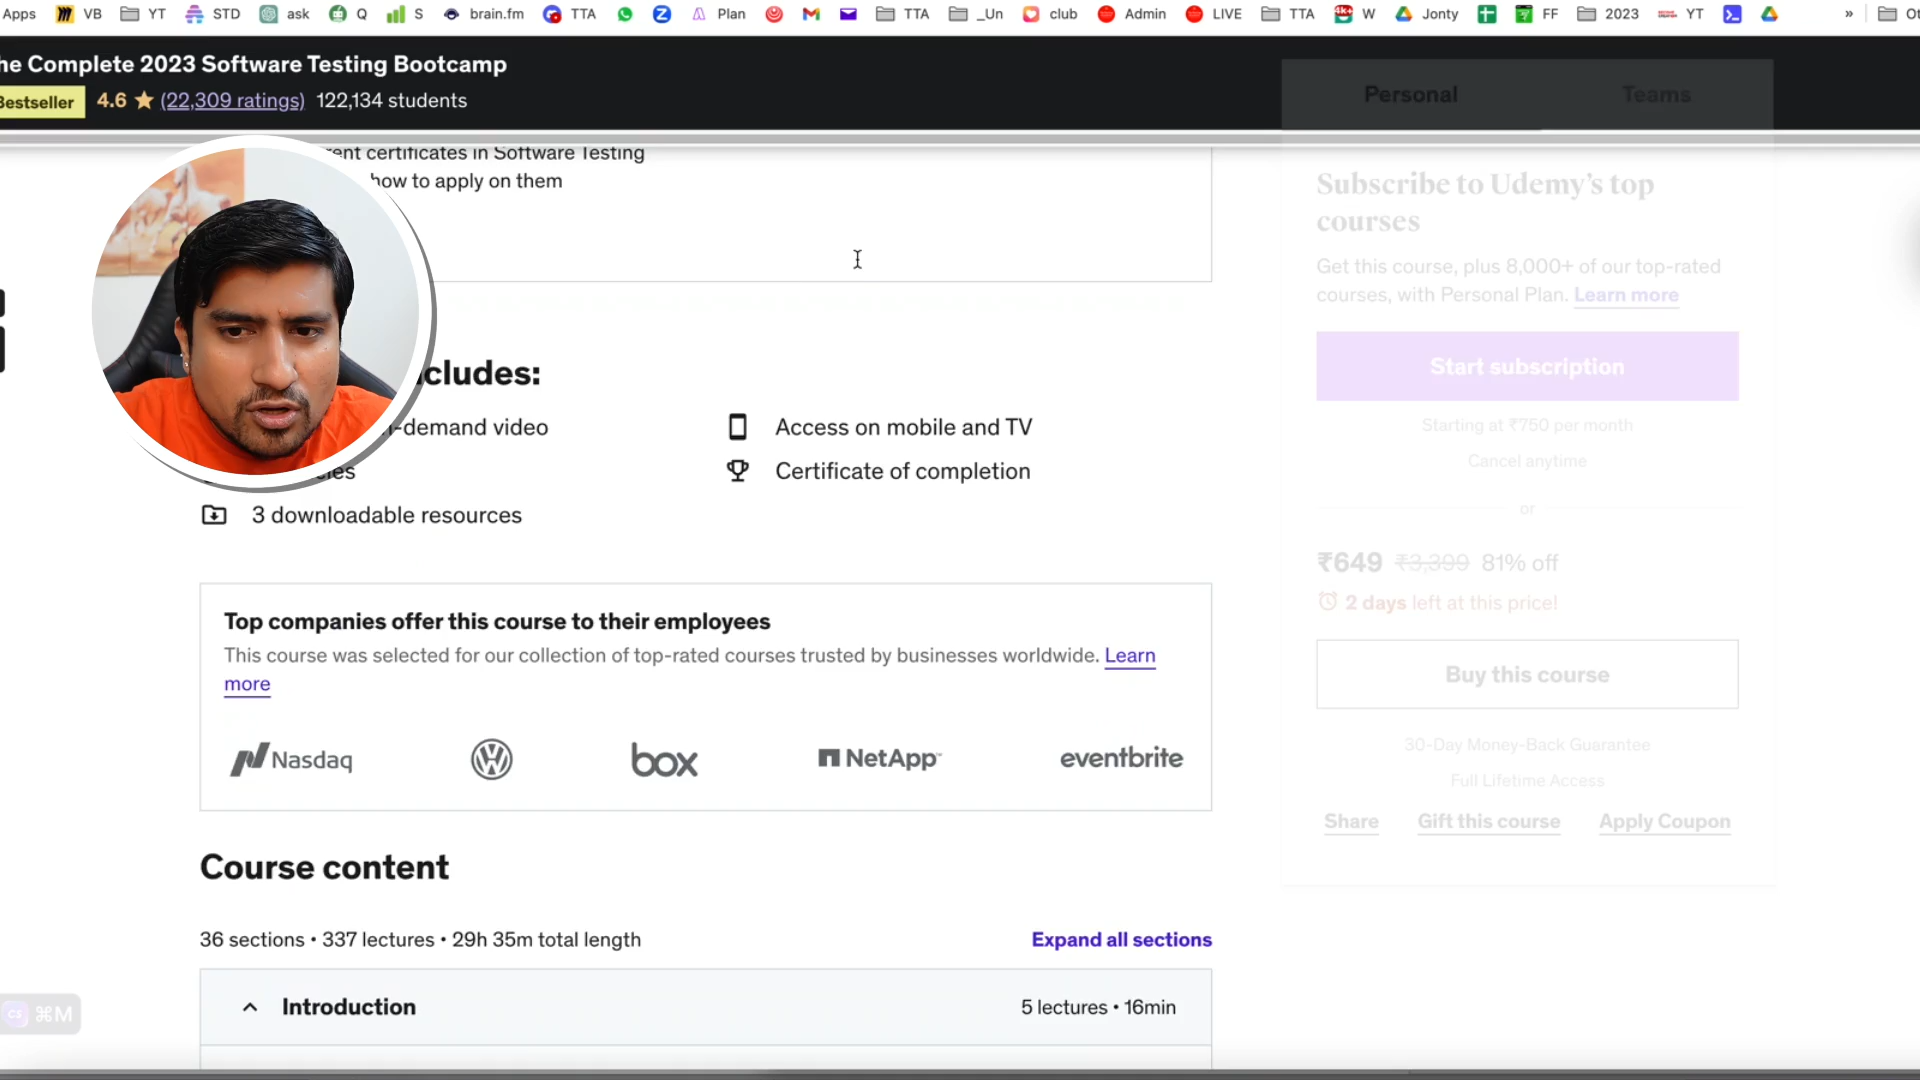 Apps VB YT STD ask Q S brain.fm TTA Plan TTA _Un club Admin LIVE TTA W Jonty FF 2023 YT »
he Complete 2023 Software Testing Bootcamp
Bestseller 4.6 (22,309 ratings) 122,134 students
Personal Teams
rent certificates in Software Testing
how to apply on them
Subscribe to Udemy's top
courses
Get this course, plus 8,000+ of our top-rated
courses, with Personal Plan. Learn more
Start subscription
Starting at ₹750 per month
Cancel anytime
or
₹649 ₹3,399 81% off
2 days left at this price!
Buy this course
30-Day Money-Back Guarantee
Full Lifetime Access
Share Gift this course Apply Coupon
cludes:
-demand video
Access on mobile and TV
Certificate of completion
3 downloadable resources
Top companies offer this course to their employees
This course was selected for our collection of top-rated courses trusted by businesses worldwide. Learn
more
Nasdaq box NetApp eventbrite
Course content
36 sections • 337 lectures • 29h 35m total length
Expand all sections
Introduction
5 lectures • 16min
⌘M